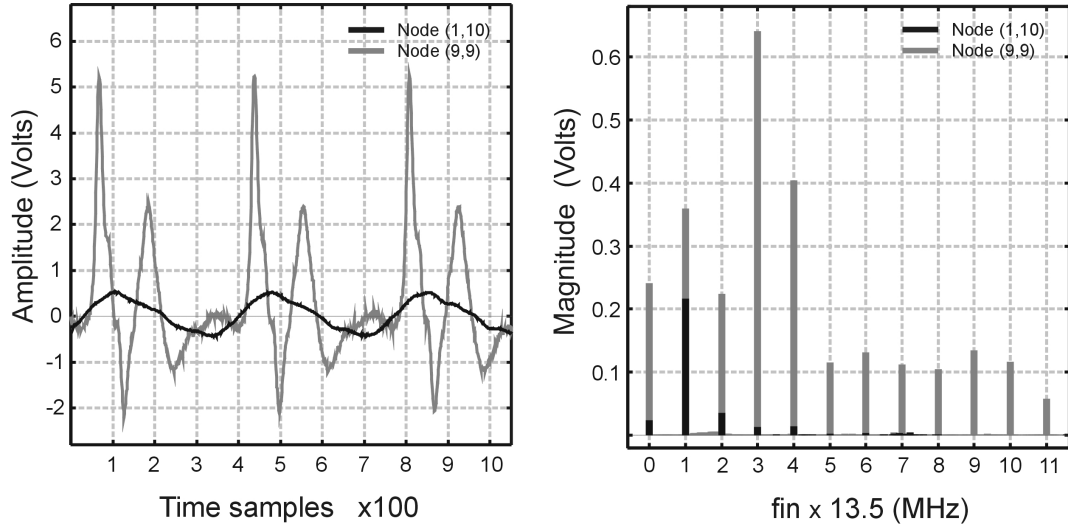 Node (1,10)
Node (9,9)
6
5
4
3
2
1
0
-1
-2
Amplitude (Volts)
1 2 3 4 5 6 7 8 9 10
Time samples x100
Node (1,10)
Node (9,9)
0.6
0.5
0.4
0.3
0.2
0.1
Magnitude (Volts)
0 1 2 3 4 5 6 7 8 9 10 11
fin x 13.5 (MHz)